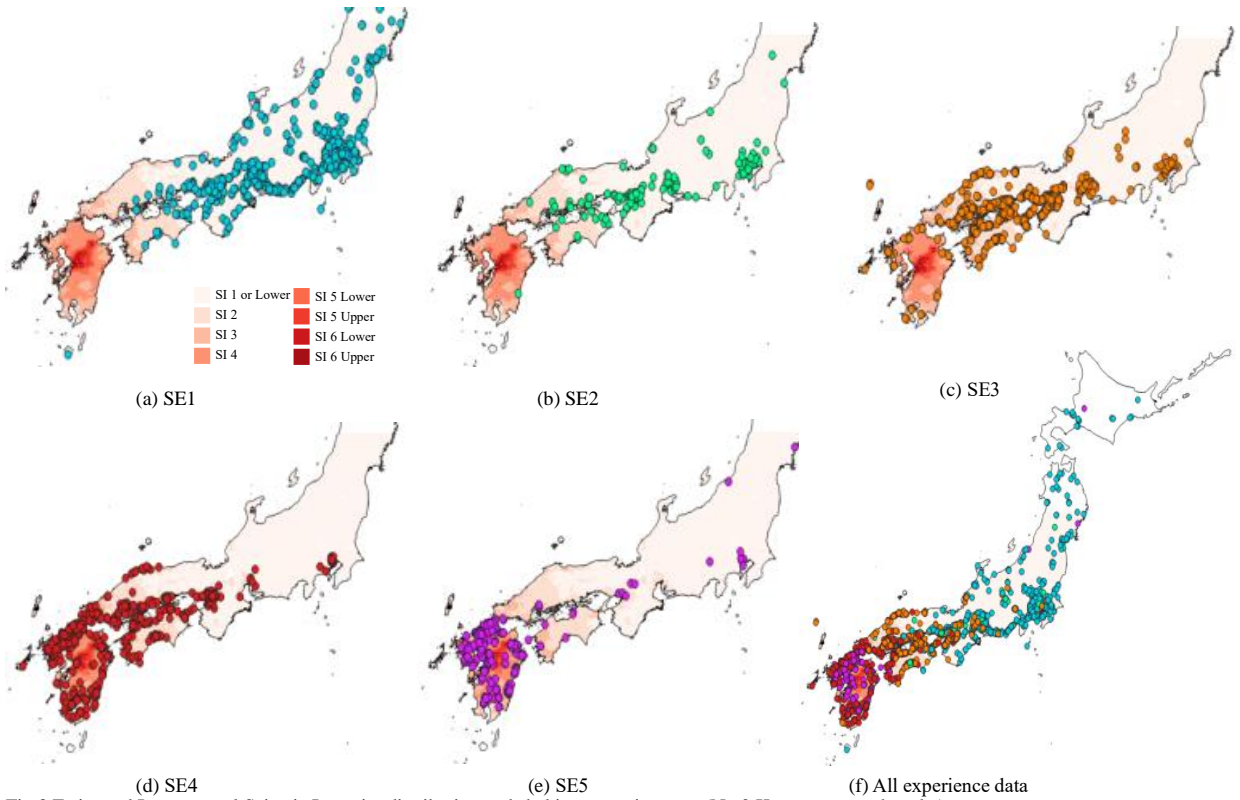 SI 1 or Lower
SI 2
SI 3
SI 4
SI 5 Lower
SI 5 Upper
SI 6 Lower
SI 6 Upper
(a) SE1
(b) SE2
(c) SE3
(d) SE4
(e) SE5
(f) All experience data